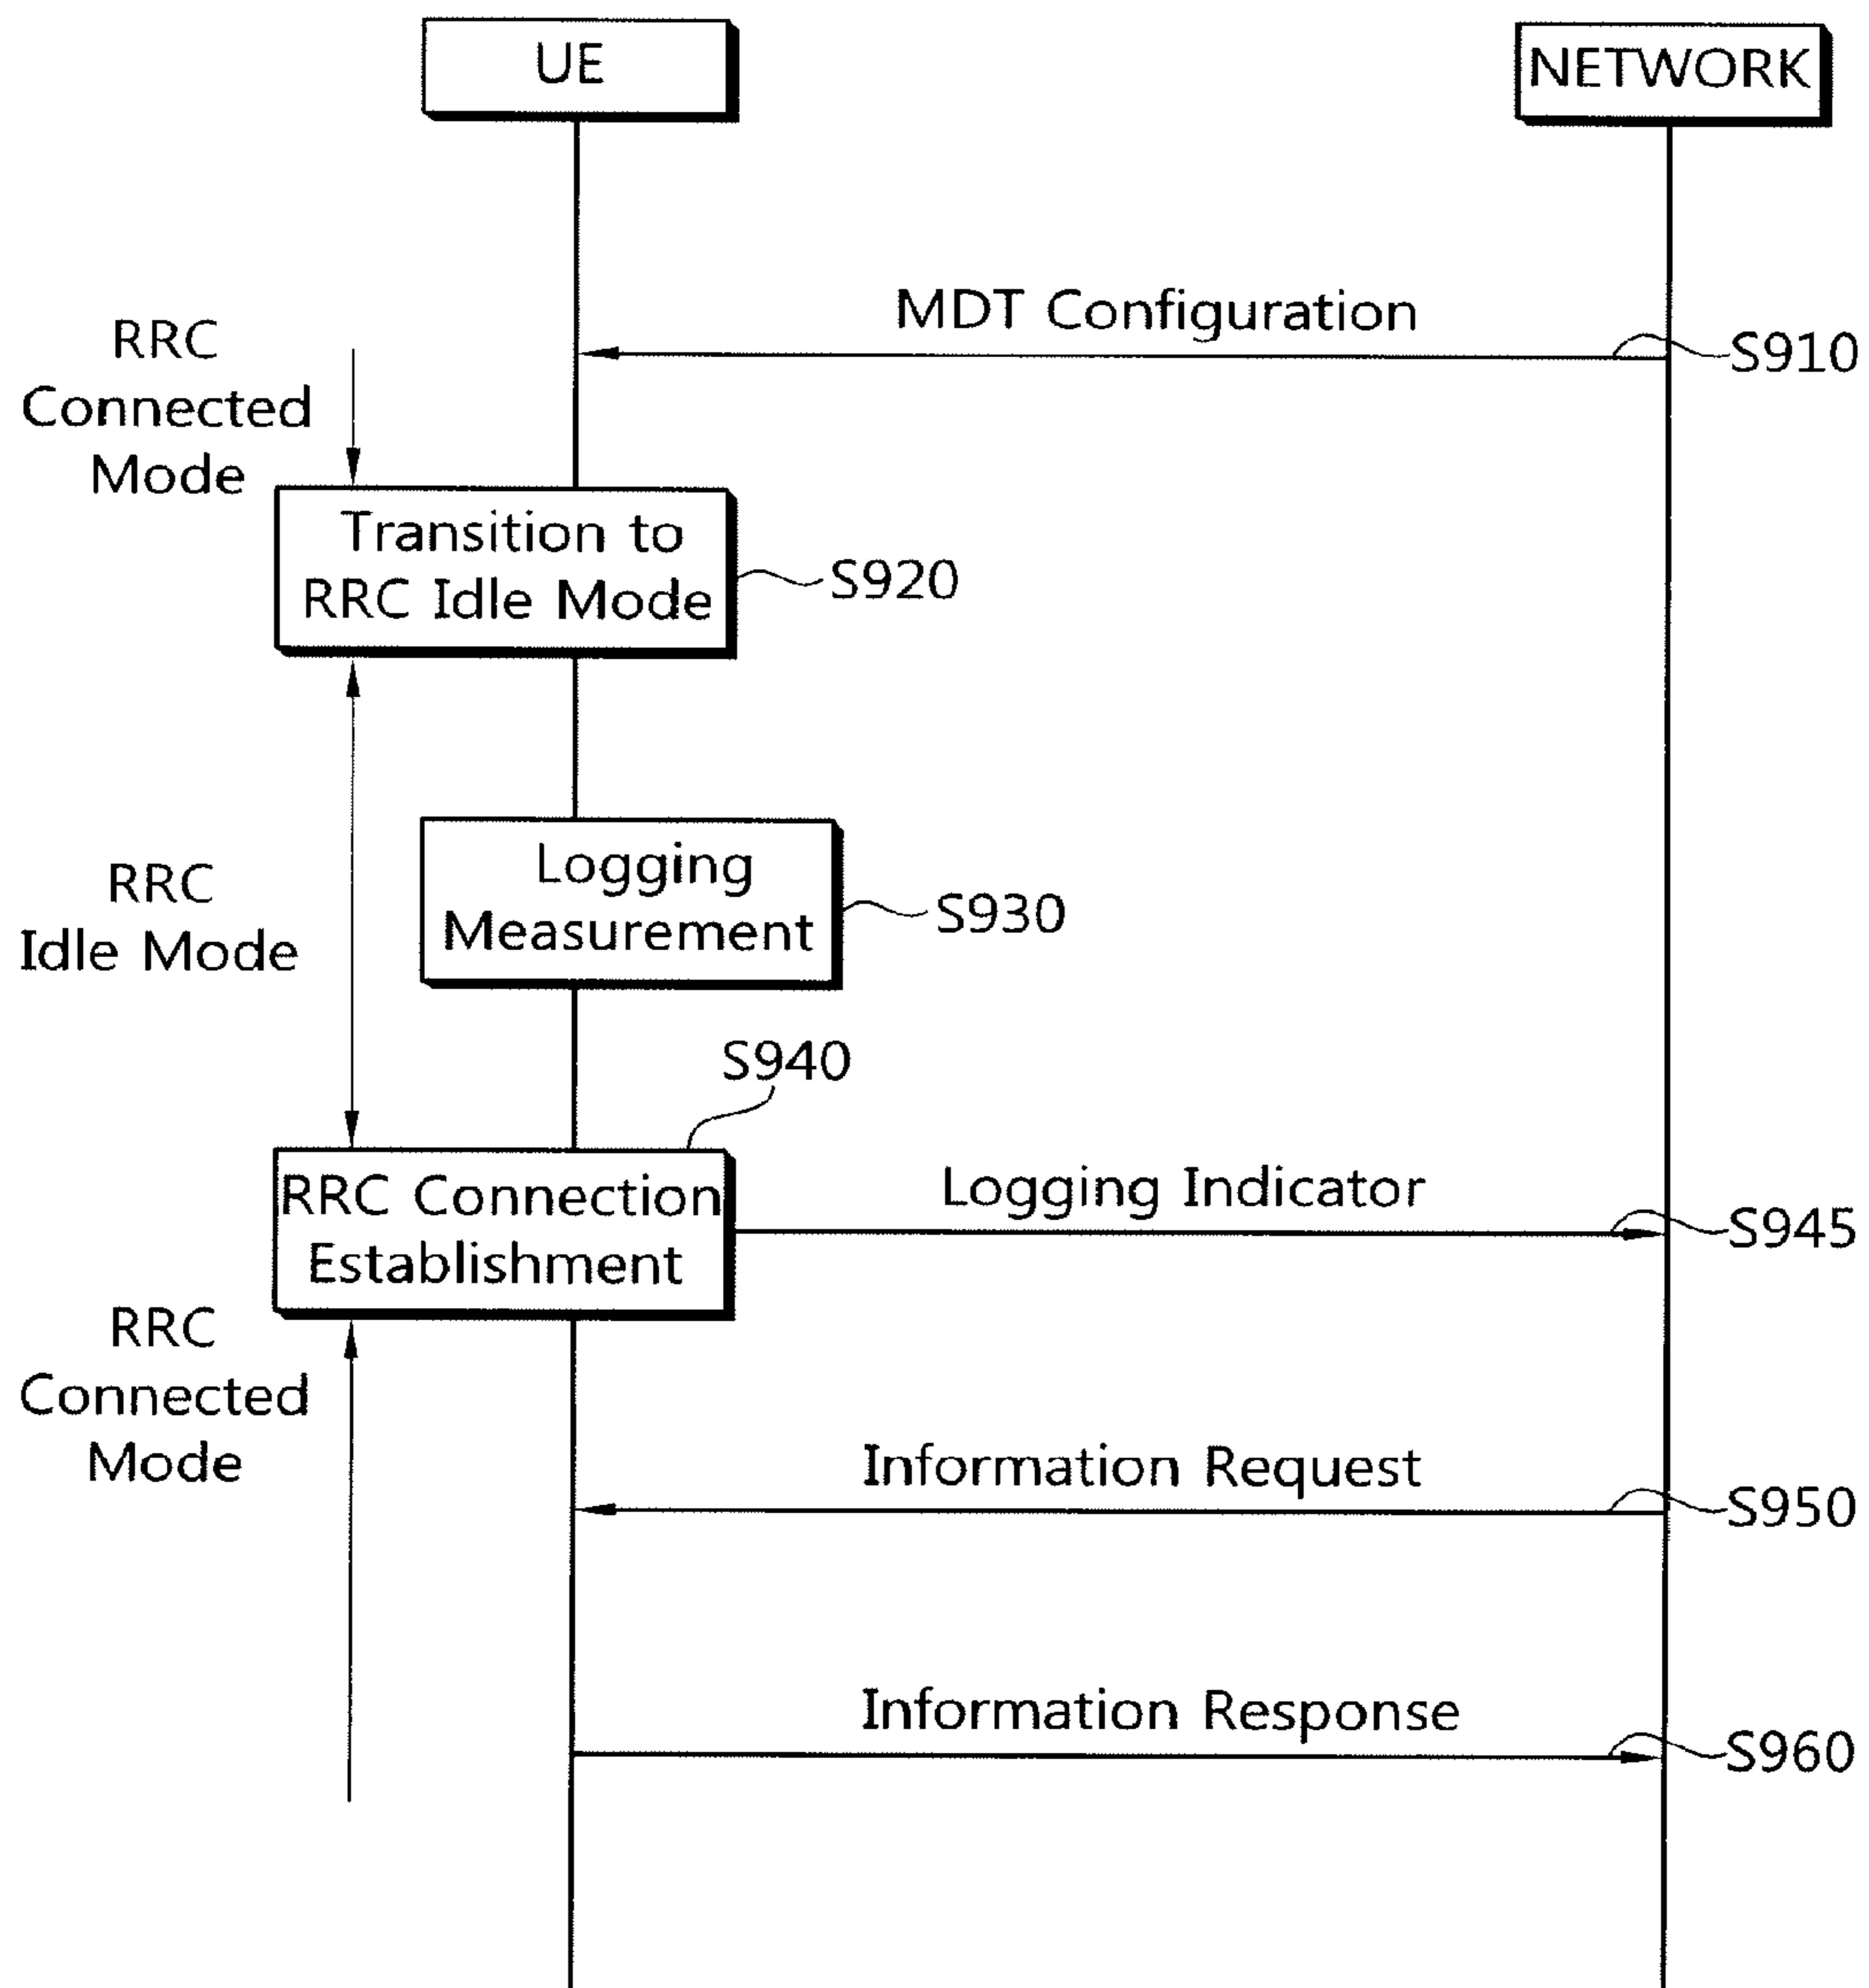 UE
NETWORK
MDT Configuration
S910
RRC
Connected
Mode
Transition to
RRC Idle Mode
S920
Logging
Measurement
S930
RRC
Idle Mode
S940
RRC Connection
Establishment
Logging Indicator
S945
RRC
Connected
Mode
Information Request
S950
Information Response
S960